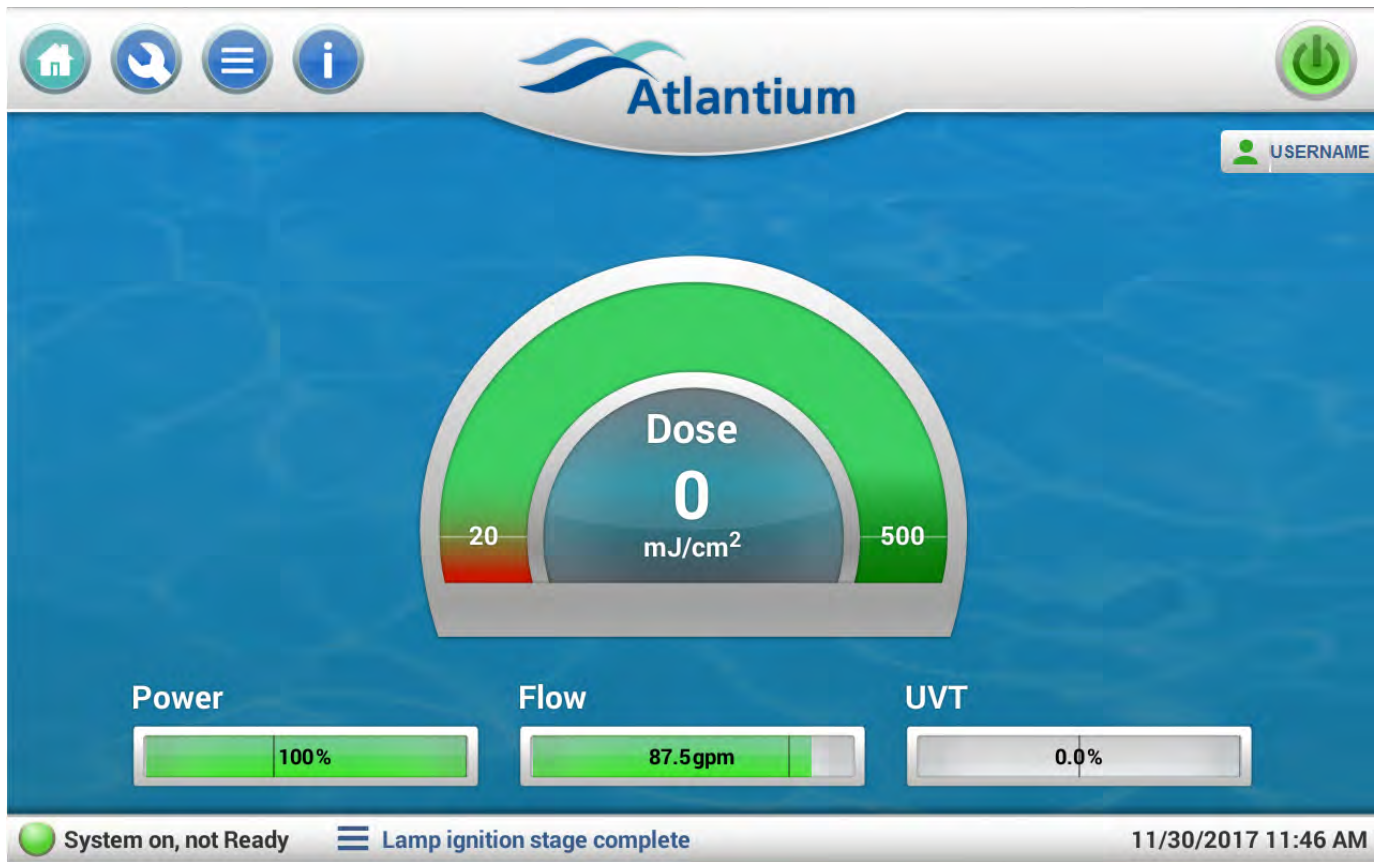 Atlantium
USERNAME
Dose
0
mJ/cm²
20
500
Power
Flow
UVT
100%
87.5gpm
0.0%
System on, not Ready
Lamp ignition stage complete
11/30/2017 11:46 AM